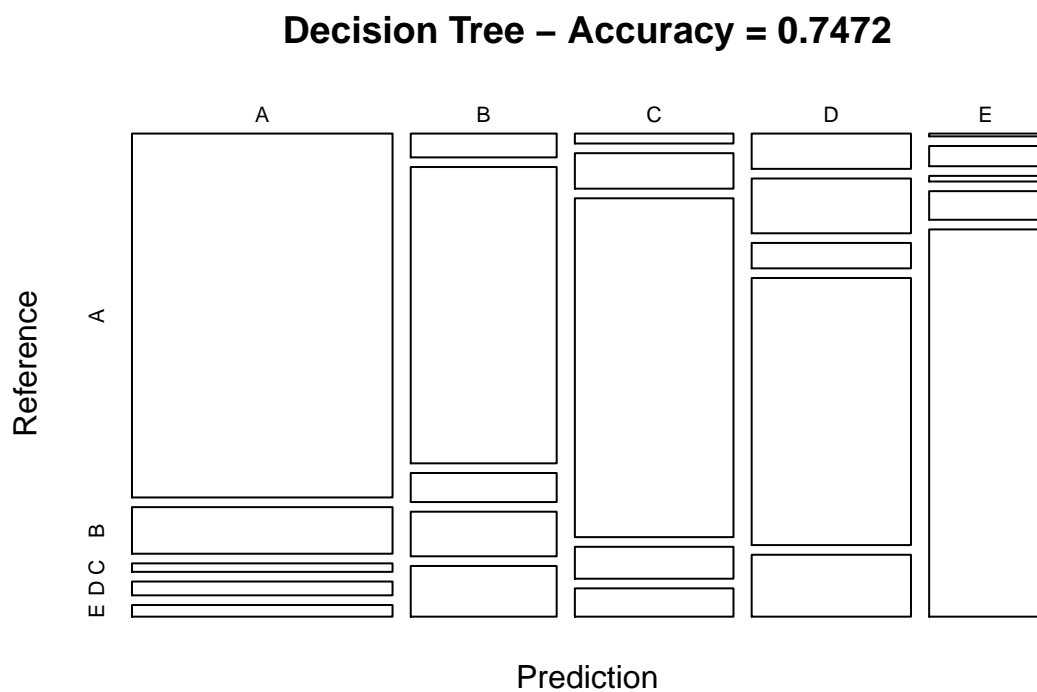 Decision Tree – Accuracy = 0.7472
A B C D E
Reference
A
B
C
D
E
Prediction